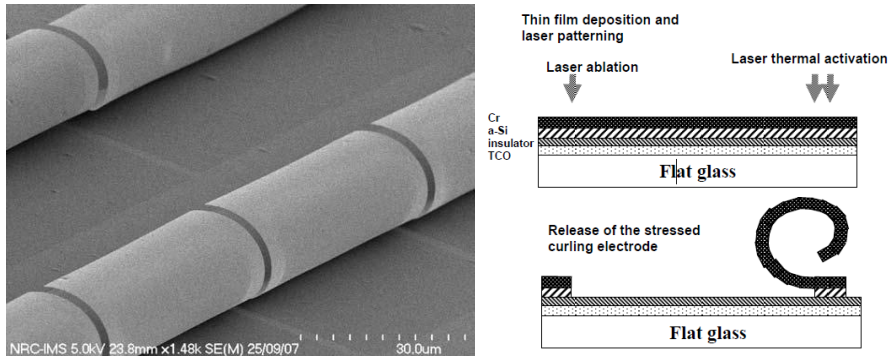 NRC-IMS 5.0kV 23.8mm x1.48k SE(M) 25/09/07 30.0um
Thin film deposition and
laser patterning
Laser ablation
Laser thermal activation
Cr
a-Si
insulator
TCO
Flat glass
Release of the stressed
curling electrode
Flat glass